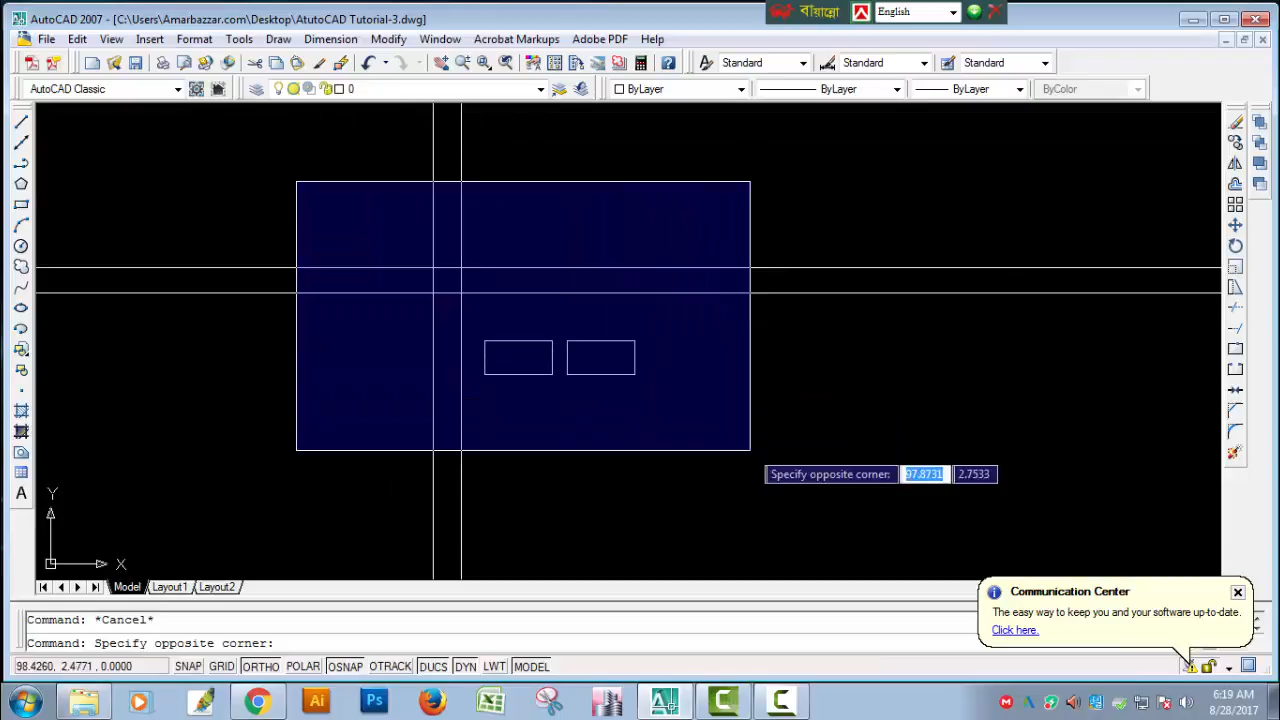 AutoCAD 2007 - [C:\Users\Amarbazzar.com\Desktop\AtutoCAD Tutorial-3.dwg]
বাঁয়ান্নো English
File Edit View Insert Format Tools Draw Dimension Modify Window Acrobat Markups Adobe PDF Help
Standard Standard Standard
AutoCAD Classic 0 ByLayer ByLayer ByLayer ByColor
Specify opposite corner: 97.8731 2.7533
Y
X
A
Model Layout1 Layout2
Communication Center
The easy way to keep you and your software up-to-date.
Click here.
Command: *Cancel*
Command: Specify opposite corner:
98.4260, 2.4771 , 0.0000 SNAP GRID ORTHO POLAR OSNAP OTRACK DUCS DYN LWT MODEL
Ai Ps
6:19 AM
8/28/2017